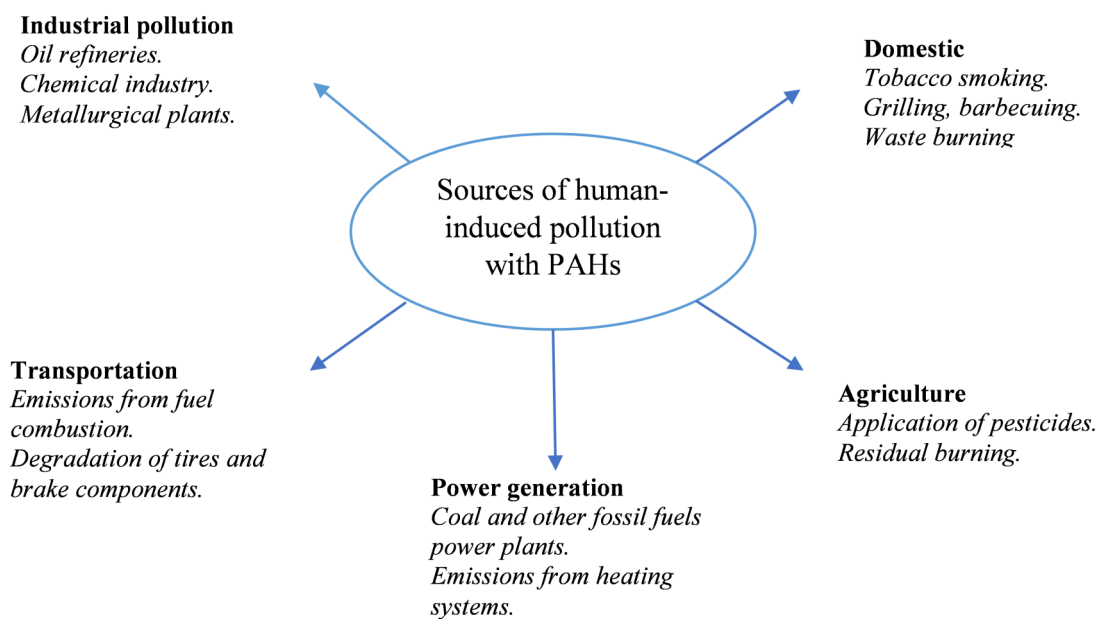 Industrial pollution
Oil refineries.
Chemical industry.
Metallurgical plants.
Domestic
Tobacco smoking.
Grilling, barbecuing.
Waste burning
Sources of human-
induced pollution
with PAHs
Transportation
Emissions from fuel
combustion.
Degradation of tires and
brake components.
Power generation
Coal and other fossil fuels
power plants.
Emissions from heating
systems.
Agriculture
Application of pesticides.
Residual burning.